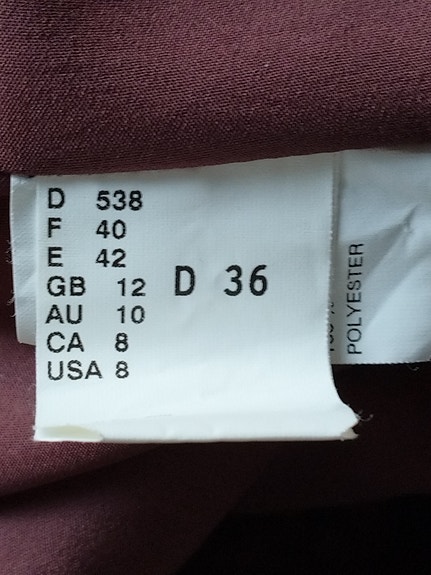 D 538
F 40
E 42
GB 12
AU 10
CA 8
USA 8
D 36
POLYESTER